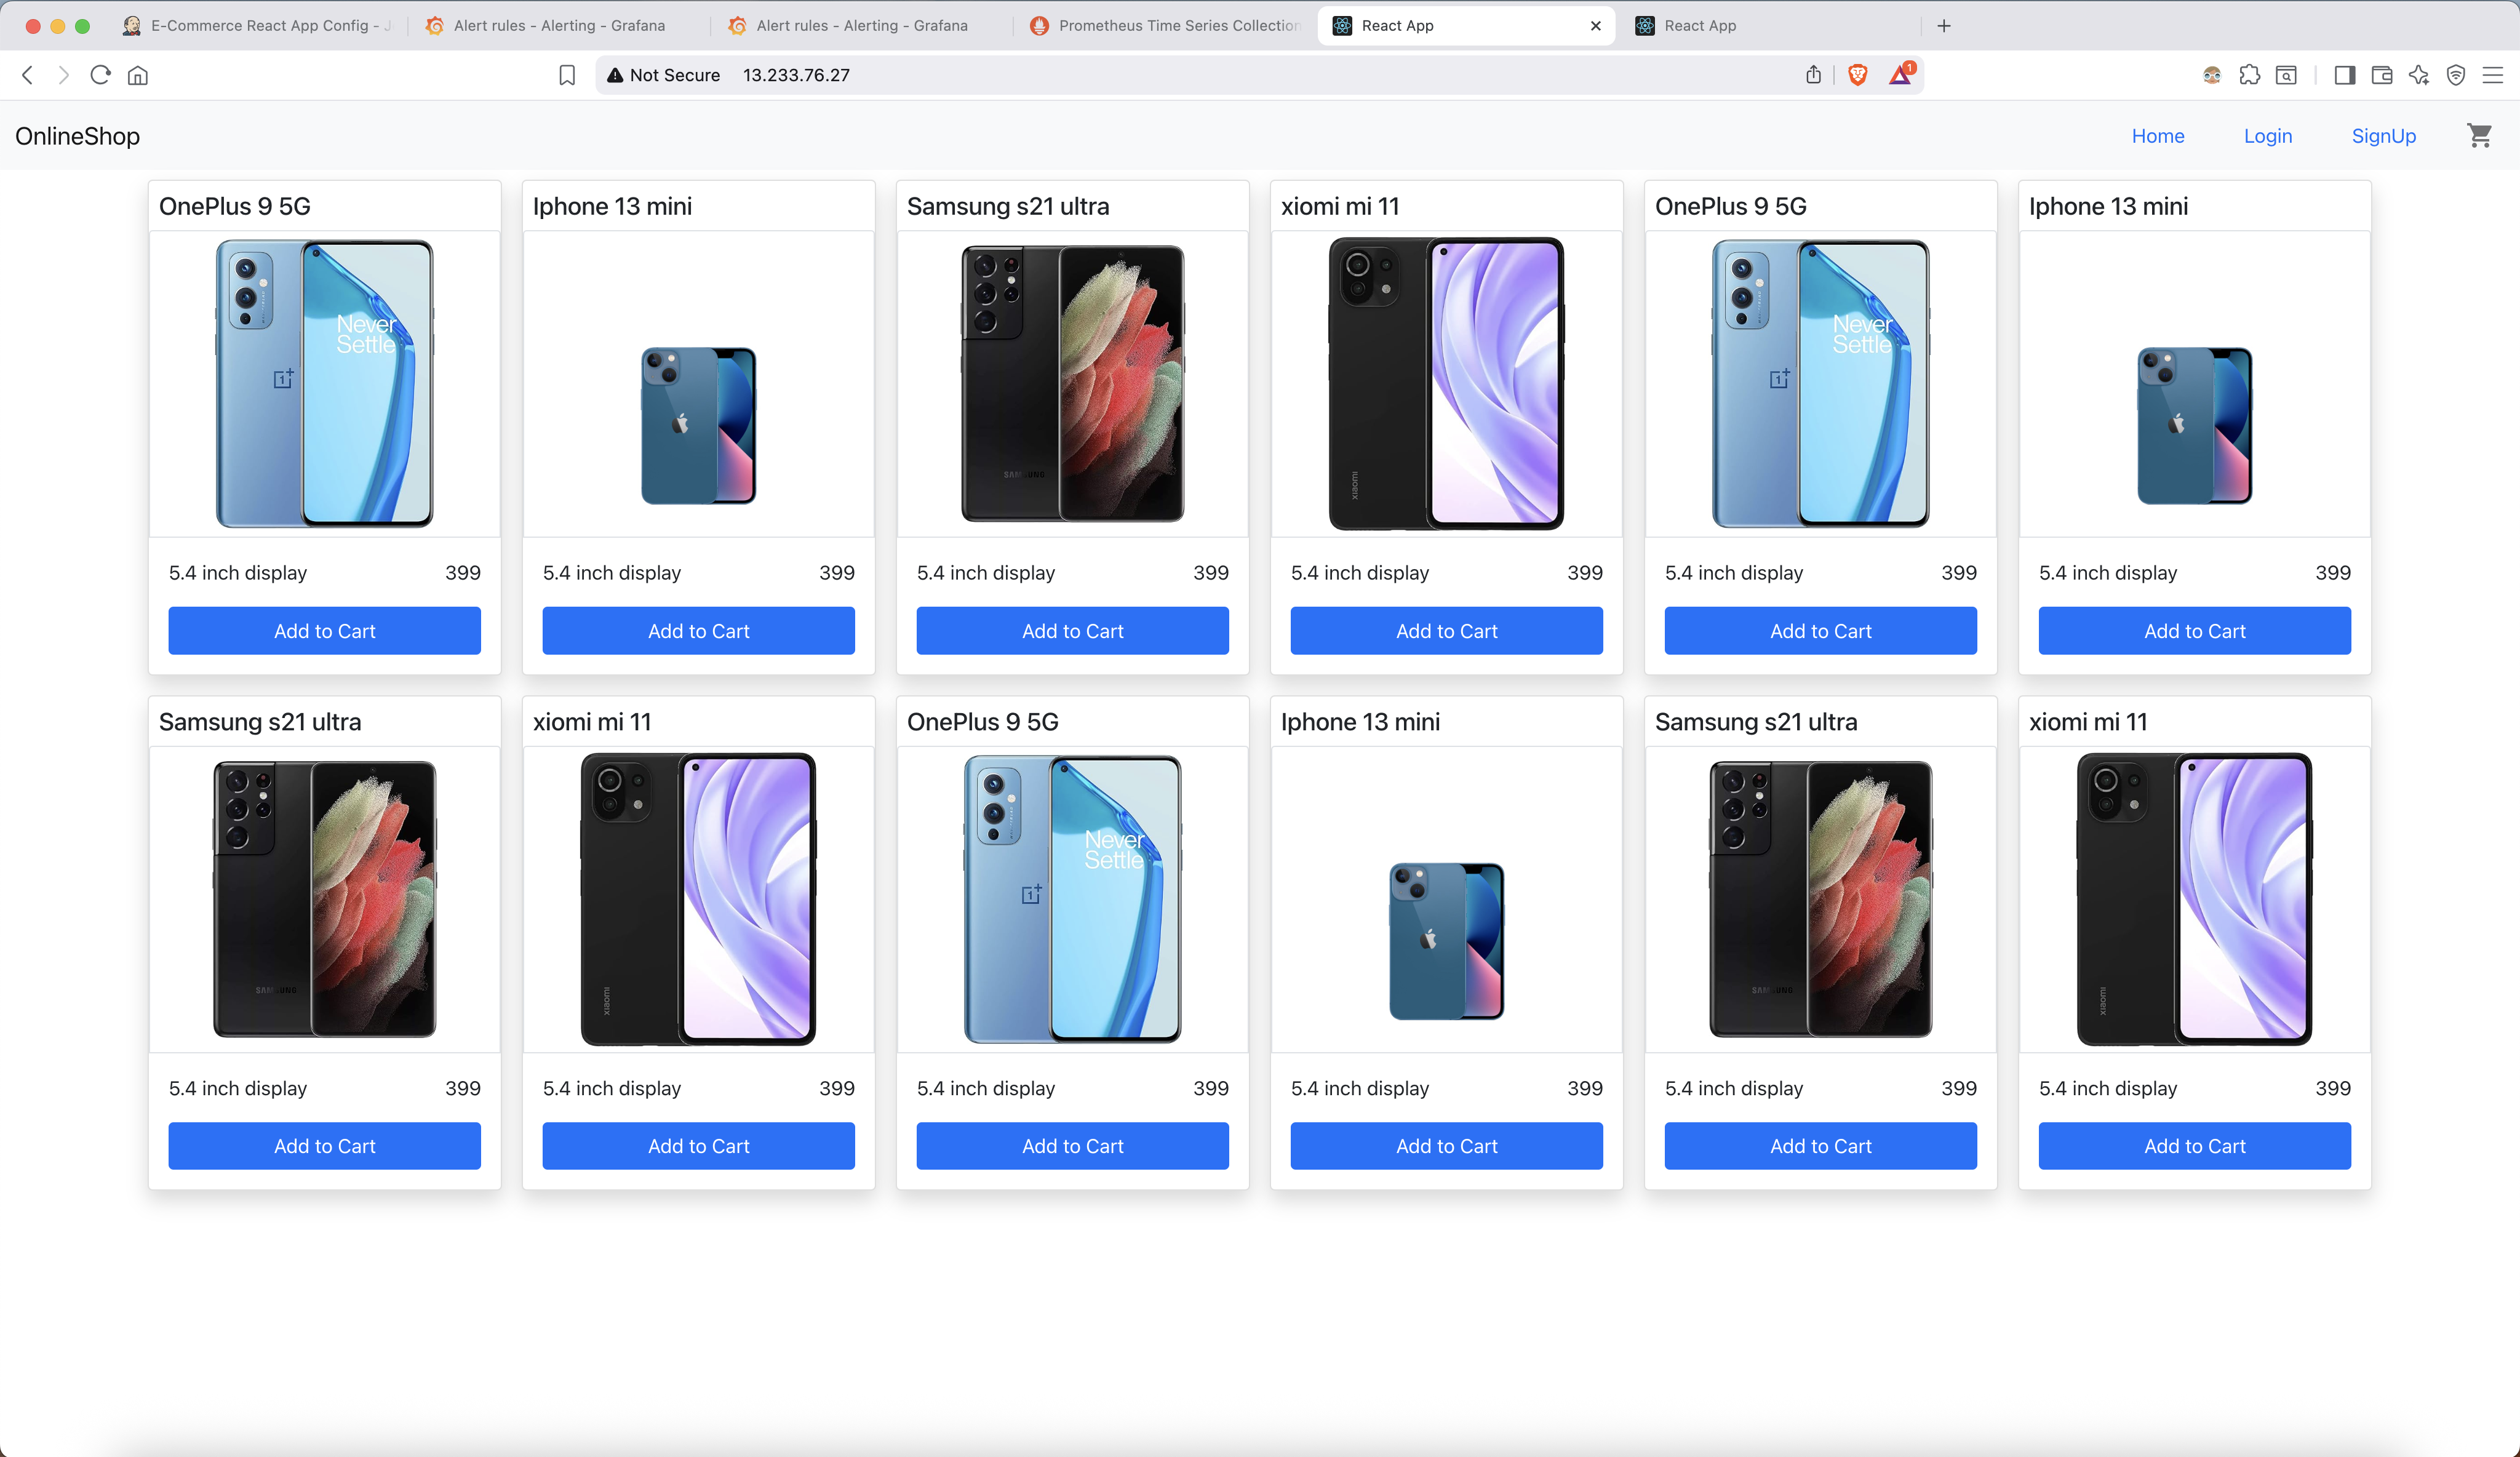 E-Commerce React App Config - J
Alert rules - Alerting - Grafana
Alert rules - Alerting - Grafana
Prometheus Time Series Collection
React App
React App
Not Secure 13.233.76.27
1
OnlineShop
Home
Login
SignUp
OnePlus 9 5G
Iphone 13 mini
Samsung s21 ultra
xiomi mi 11
OnePlus 9 5G
Iphone 13 mini
Never
Settle
SAMSUNG
xiaomi
Never
Settle
5.4 inch display 399
5.4 inch display 399
5.4 inch display 399
5.4 inch display 399
5.4 inch display 399
5.4 inch display 399
Add to Cart
Add to Cart
Add to Cart
Add to Cart
Add to Cart
Add to Cart
Samsung s21 ultra
xiomi mi 11
OnePlus 9 5G
Iphone 13 mini
Samsung s21 ultra
xiomi mi 11
SAMSUNG
xiaomi
Never
Settle
SAMSUNG
xiaomi
5.4 inch display 399
5.4 inch display 399
5.4 inch display 399
5.4 inch display 399
5.4 inch display 399
5.4 inch display 399
Add to Cart
Add to Cart
Add to Cart
Add to Cart
Add to Cart
Add to Cart